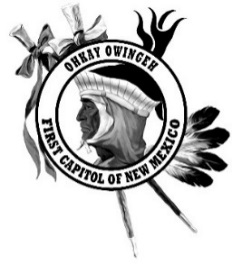 OHKAY OWINGEH
FIRST CAPITOL OF NEW MEXICO